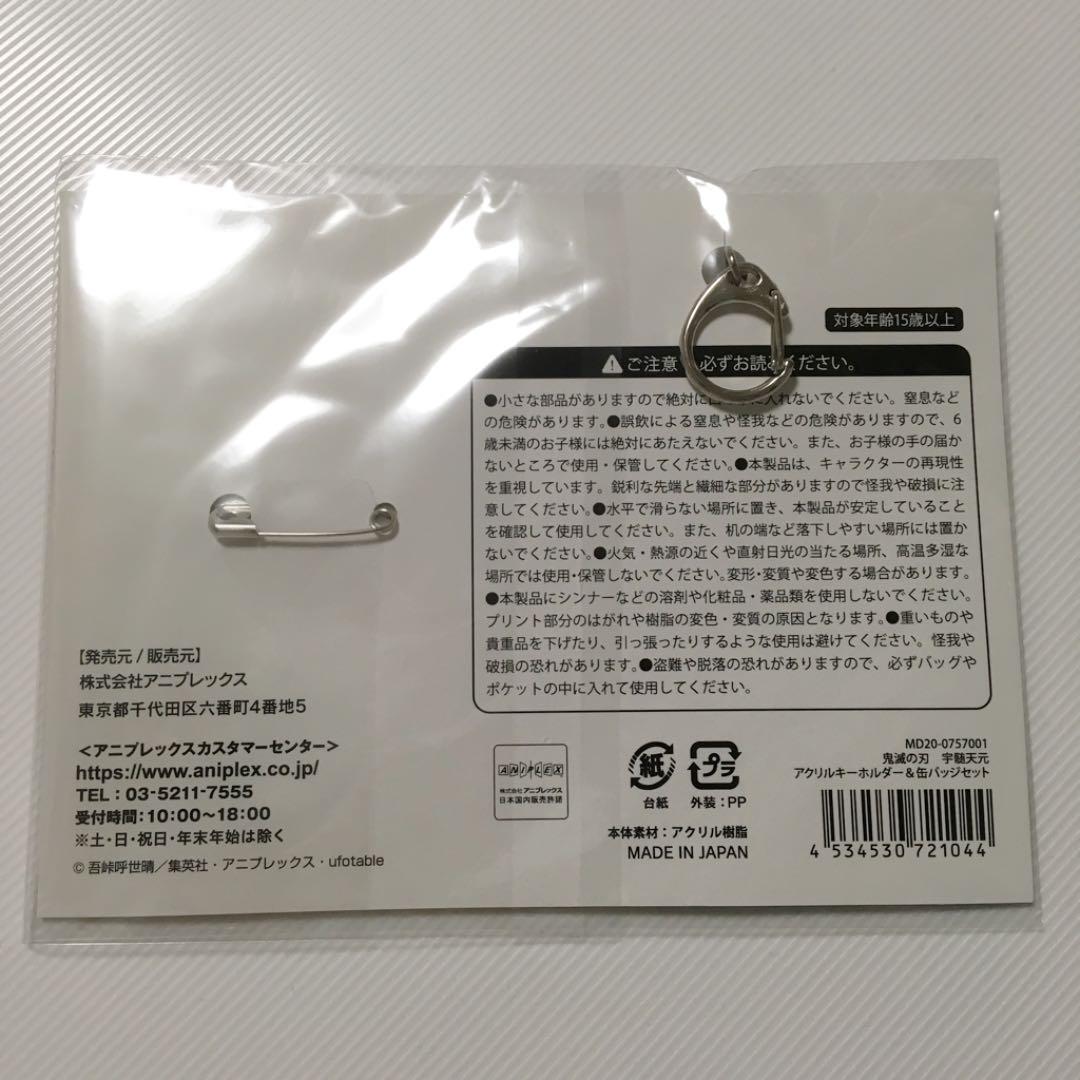 対象年齢15歳以上
ご注意 必ずお読みください。
●小さな部品がありますので絶対に口の中に入れないでください。窒息など
の危険があります。●誤飲による窒息や怪我などの危険がありますので、6
歳未満のお子様には絶対にあたえないでください。また、お子様の手の届か
ないところで使用・保管してください。●本製品は、キャラクターの再現性
を重視しています。鋭利な先端と繊細な部分がありますので怪我や破損に注
意してください。●水平で滑らない場所に置き、本製品が安定していること
を確認して使用してください。また、机の端など落下しやすい場所には置か
ないでください。●火気・熱源の近くや直射日光の当たる場所、高温多湿な
場所では使用・保管しないでください。変形・変質や変色する場合があります。
●本製品にシンナーなどの溶剤や化粧品・薬品類を使用しないでください。
プリント部分のはがれや樹脂の変色・変質の原因となります。●重いものや
貴重品を下げたり、引っ張ったりするような使用は避けてください。怪我や
破損の恐れがあります。●盗難や脱落の恐れがありますので、必ずバッグや
ポケットの中に入れて使用してください。
【発売元/販売元】
株式会社アニプレックス
東京都千代田区六番町4番地5
<アニプレックスカスタマーセンター>
https://www.aniplex.co.jp/
TEL：03-5211-7555
受付時間：10:00〜18:00
※土・日・祝日・年末年始は除く
© 吾峠呼世晴／集英社・アニプレックス・ufotable
ANIPLEX
株式会社アニプレックス
日本国内販売許諾
紙
台紙
プラ
外装：PP
本体素材：アクリル樹脂
MADE IN JAPAN
MD20-0757001
鬼滅の刃 宇髄天元
アクリルキーホルダー＆缶バッジセット
4 534530 721044